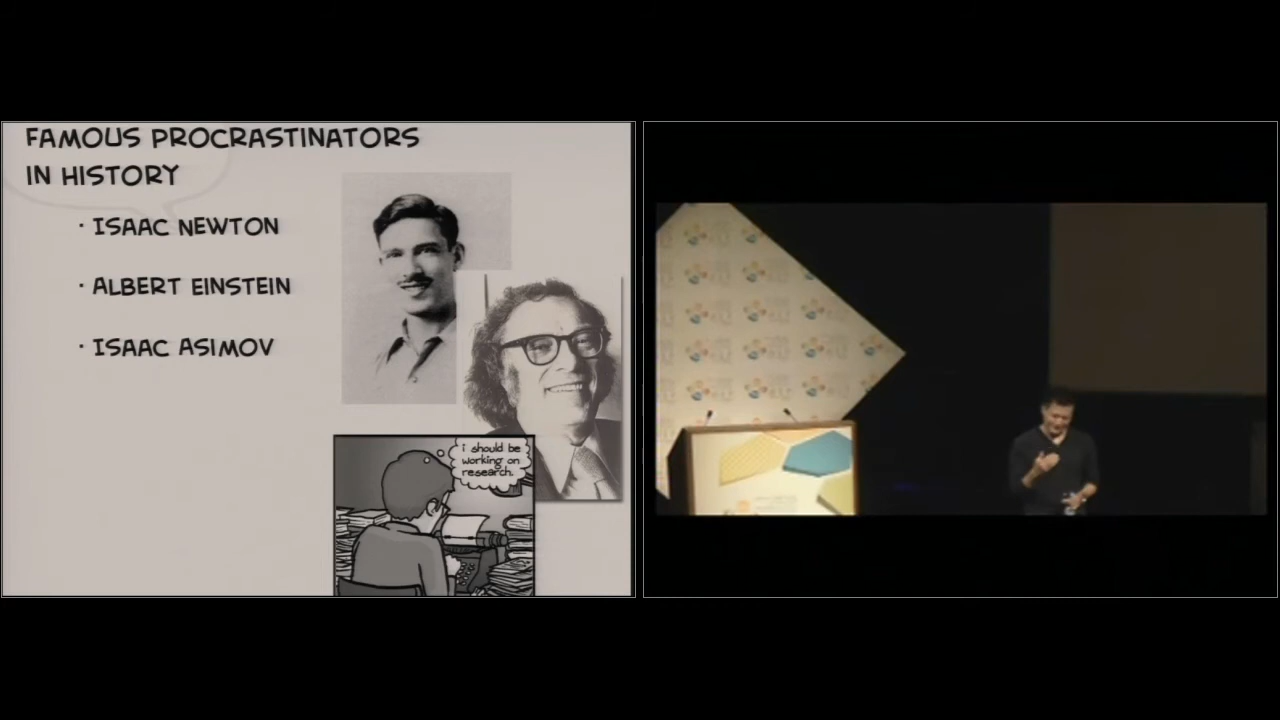 FAMOUS PROCRASTINATORS
IN HISTORY
· ISAAC NEWTON
· ALBERT EINSTEIN
· ISAAC ASIMOV
i should be
working on
research.